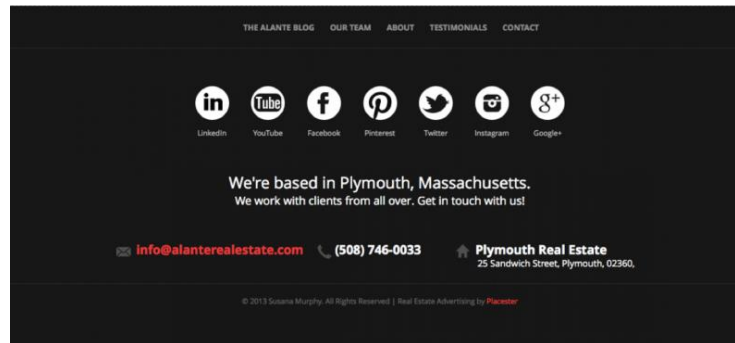 THE ALANTE BLOG OUR TEAM ABOUT TESTIMONIALS CONTACT
in Tube f 8+
LinkedIn YouTube Facebook Pinterest Twitter Instagram Google+
We're based in Plymouth, Massachusetts.
We work with clients from all over. Get in touch with us!
info@alanterealestate.com (508) 746-0033 Plymouth Real Estate
25 Sandwich Street, Plymouth, 02360,
© 2013 Susana Murphy. All Rights Reserved | Real Estate Advertising by Placester